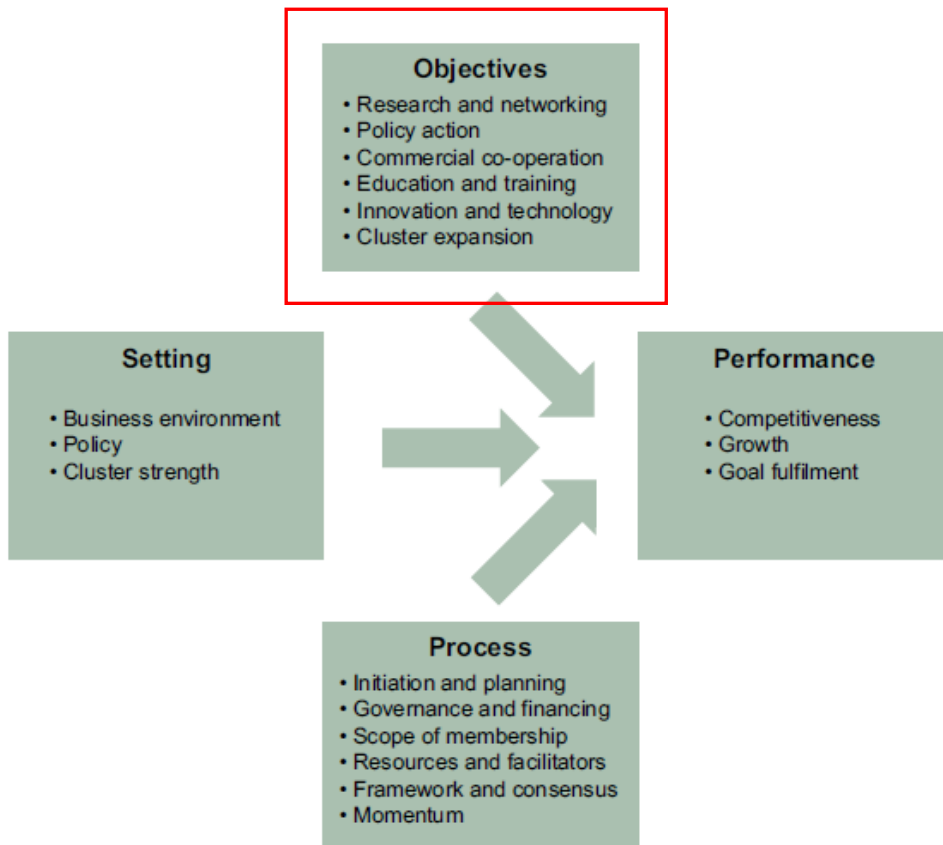 Objectives
• Research and networking
• Policy action
• Commercial co-operation
• Education and training
• Innovation and technology
• Cluster expansion
Setting
• Business environment
• Policy
• Cluster strength
Performance
• Competitiveness
• Growth
• Goal fulfilment
Process
• Initiation and planning
• Governance and financing
• Scope of membership
• Resources and facilitators
• Framework and consensus
• Momentum